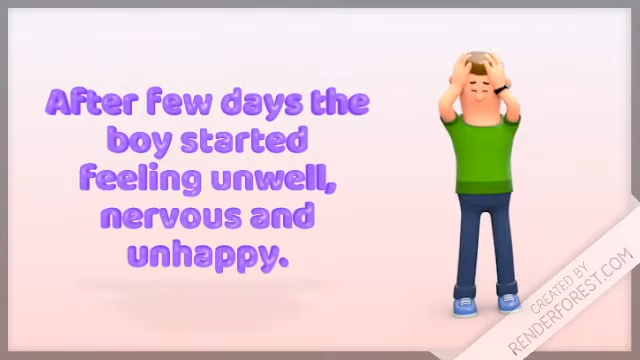 After few days the
boy started
feeling unwell,
nervous and
unhappy.
CREATED BY
RENDERFOREST.COM